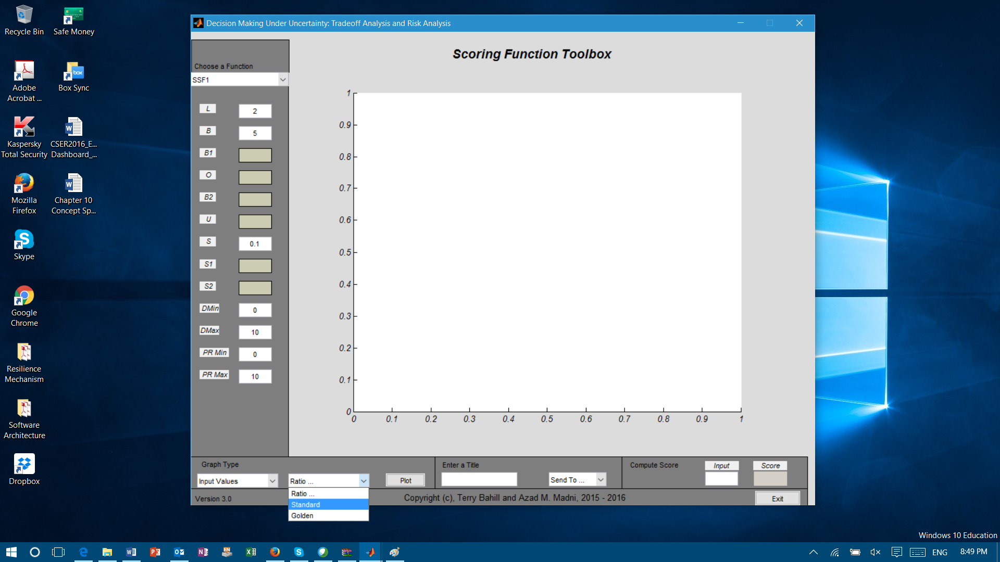 Recycle Bin
Safe Money
Adobe
Acrobat ...
Box Sync
box
Kaspersky
Total Security
CSER2016_E...
Dashboard_...
Mozilla
Firefox
Chapter 10
Concept Sp...
Skype
Google
Chrome
Resilience
Mechanism
Software
Architecture
Dropbox
Decision Making Under Uncertainty: Tradeoff Analysis and Risk Analysis
Scoring Function Toolbox
Choose a Function
SSF1
L 2
B 5
B1
O
B2
U
S 0.1
S1
S2
DMin 0
DMax 10
PR Min 0
PR Max 10
1
0.9
0.8
0.7
0.6
0.5
0.4
0.3
0.2
0.1
0
0 0.1 0.2 0.3 0.4 0.5 0.6 0.7 0.8 0.9 1
Graph Type
Input Values
Ratio ...
Plot
Ratio ...
Standard
Golden
Enter a Title
Send To ...
Compute Score
Input
Score
Version 3.0
Copyright (c), Terry Bahill and Azad M. Madni, 2015 - 2016
Exit
Windows 10 Education
ENG
8:49 PM